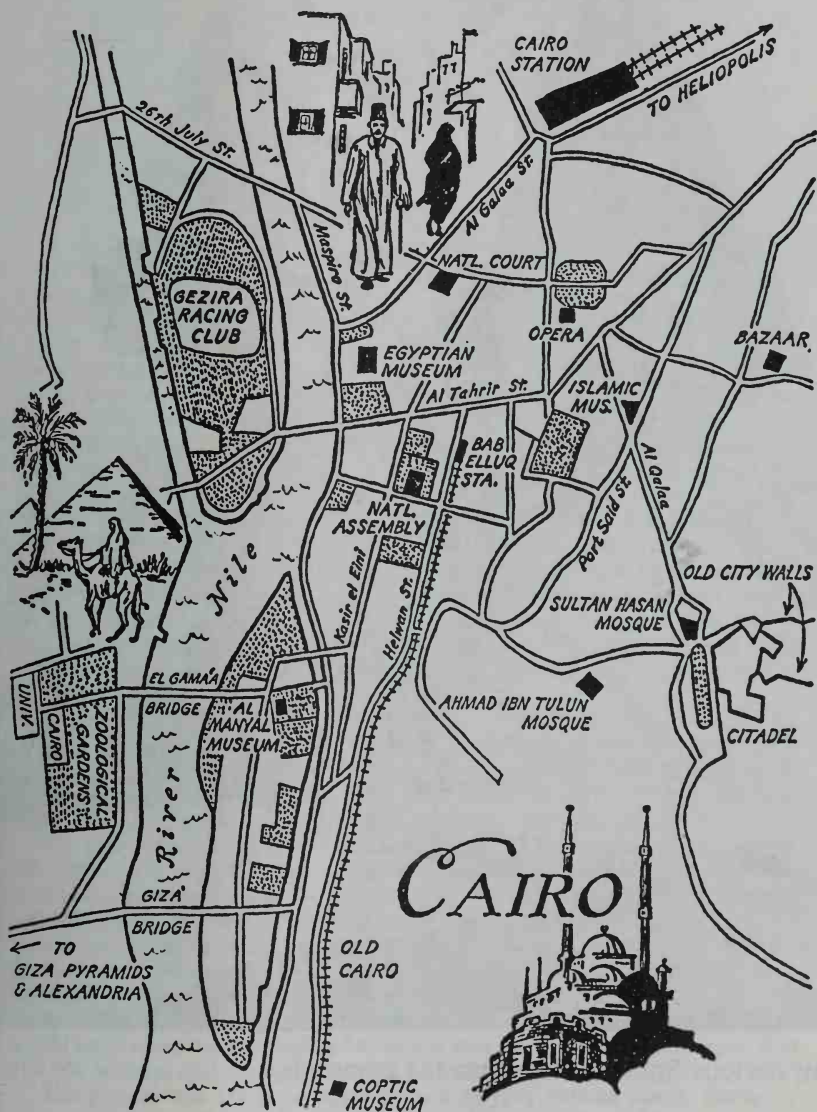 CAIRO
STATION
TO HELIOPOLIS
26th July St.
Al Galaa St.
Maspiro St.
NATL. COURT
GEZIRA
RACING
CLUB
OPERA
BAZAAR
EGYPTIAN
MUSEUM
Al Tahrir St.
ISLAMIC
MUS.
BAB
ELLUQ
STA.
Al Qalaa
NATL.
ASSEMBLY
Port Said St.
Nile
Kasir el Eini
Helwan St.
OLD CITY WALLS
SULTAN HASAN
MOSQUE
EL GAMA'A
BRIDGE
AL
MANYAL
MUSEUM
AHMAD IBN TULUN
MOSQUE
CITADEL
UNIV.
CAIRO
ZOOLOGICAL
GARDENS
River
GIZA
BRIDGE
CAIRO
← TO
GIZA PYRAMIDS
& ALEXANDRIA
OLD
CAIRO
COPTIC
MUSEUM